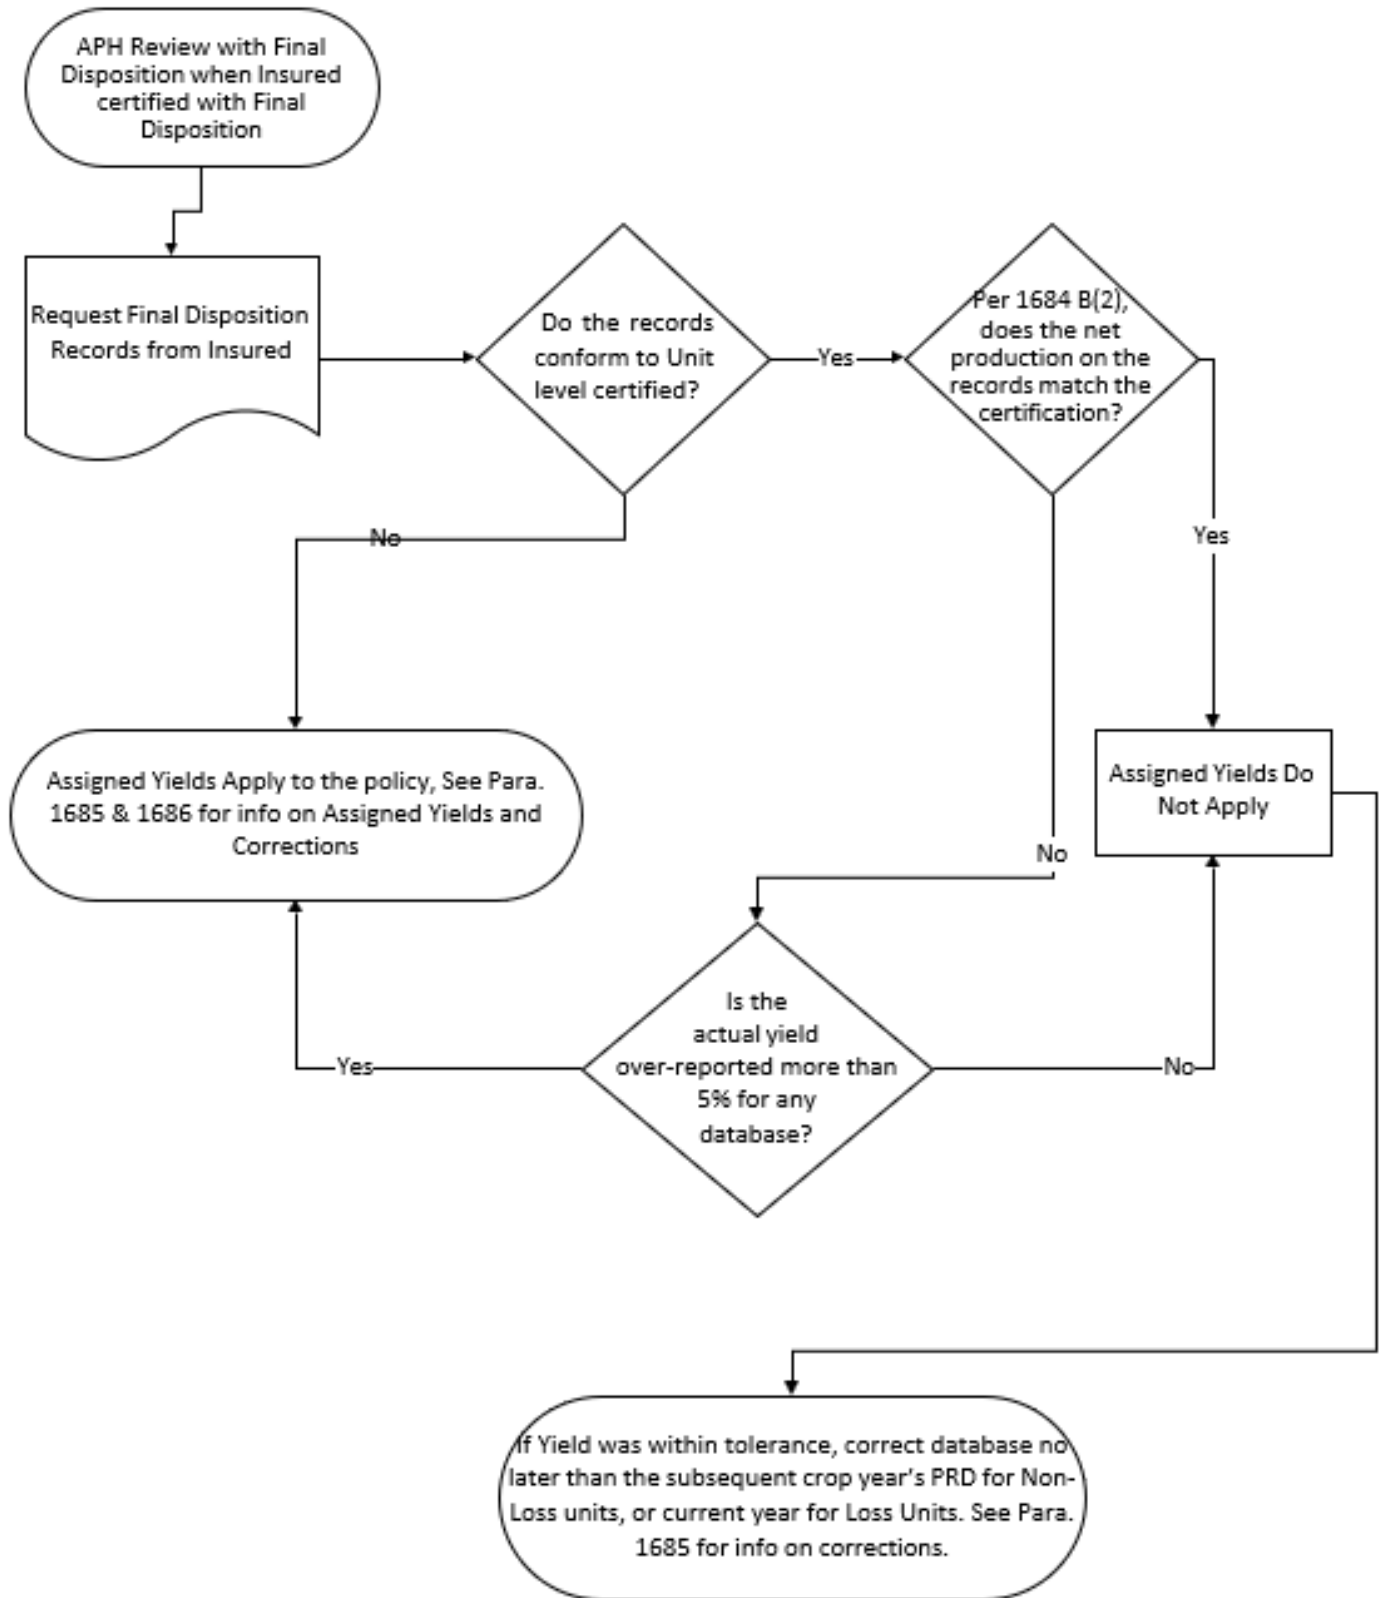 APH Review with Final
Disposition when Insured
certified with Final
Disposition
Request Final Disposition
Records from Insured
Do the records
conform to Unit
level certified?
Yes
Per 1684 B(2),
does the net
production on the
records match the
certification?
No
Yes
Assigned Yields Apply to the policy, See Para.
1685 & 1686 for info on Assigned Yields and
Corrections
Assigned Yields Do
Not Apply
No
Is the
actual yield
over-reported more than
5% for any
database?
Yes
No
If Yield was within tolerance, correct database no
later than the subsequent crop year's PRD for Non-
Loss units, or current year for Loss Units. See Para.
1685 for info on corrections.